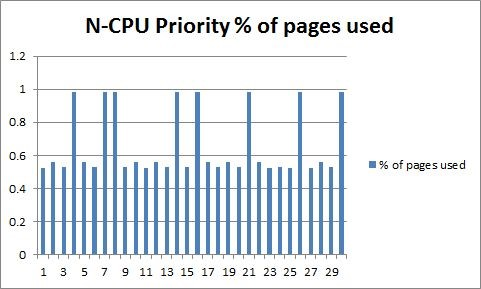 N-CPU Priority % of pages used
1.2
1
0.8
0.6
0.4
0.2
0
% of pages used
1 3 5 7 9 11 13 15 17 19 21 23 25 27 29